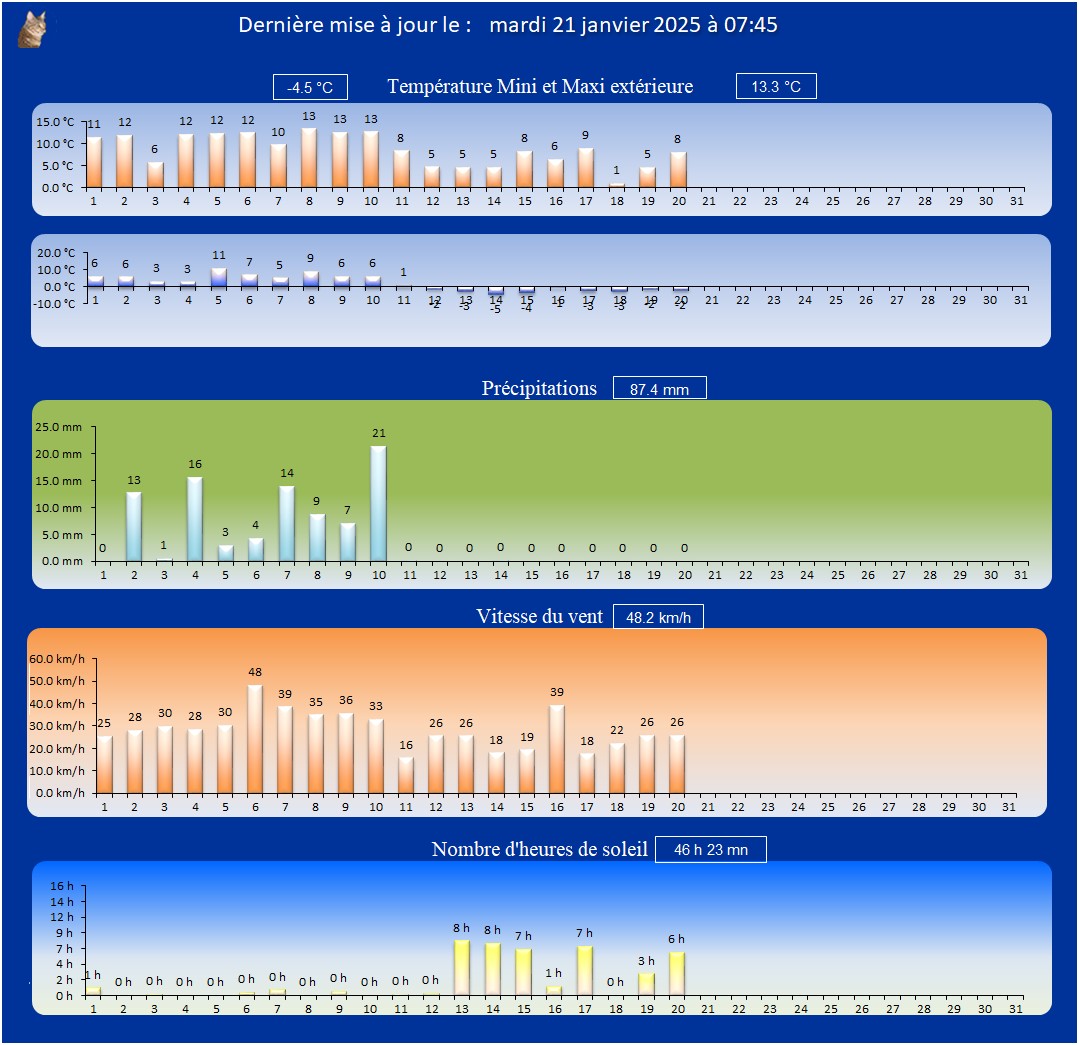 Dernière mise à jour le : mardi 21 janvier 2025 à 07:45
-4.5 °C Température Mini et Maxi extérieure 13.3 °C
15.0 °C
10.0 °C
5.0 °C
0.0 °C
11 12 6 12 12 12 10 13 13 13 8 5 5 5 8 6 9 1 5 8
1 2 3 4 5 6 7 8 9 10 11 12 13 14 15 16 17 18 19 20 21 22 23 24 25 26 27 28 29 30 31
20.0 °C
10.0 °C
0.0 °C
-10.0 °C
6 6 3 3 11 7 5 9 6 6 1
1 2 3 4 5 6 7 8 9 10 11 12 13 14 15 16 17 18 19 20 21 22 23 24 25 26 27 28 29 30 31
-2 -3 -5 -4 -1 -3 -3 -2 -2
Précipitations 87.4 mm
25.0 mm
20.0 mm
15.0 mm
10.0 mm
5.0 mm
0.0 mm
0 13 1 16 3 4 14 9 7 21 0 0 0 0 0 0 0 0 0 0
1 2 3 4 5 6 7 8 9 10 11 12 13 14 15 16 17 18 19 20 21 22 23 24 25 26 27 28 29 30 31
Vitesse du vent 48.2 km/h
60.0 km/h
50.0 km/h
40.0 km/h
30.0 km/h
20.0 km/h
10.0 km/h
0.0 km/h
25 28 30 28 30 48 39 35 36 33 16 26 26 18 19 39 18 22 26 26
1 2 3 4 5 6 7 8 9 10 11 12 13 14 15 16 17 18 19 20 21 22 23 24 25 26 27 28 29 30 31
Nombre d'heures de soleil 46 h 23 mn
16 h
14 h
12 h
9 h
7 h
4 h
2 h
0 h
1 h 0 h 0 h 0 h 0 h 0 h 0 h 0 h 0 h 0 h 0 h 0 h 8 h 8 h 7 h 1 h 7 h 0 h 3 h 6 h
1 2 3 4 5 6 7 8 9 10 11 12 13 14 15 16 17 18 19 20 21 22 23 24 25 26 27 28 29 30 31